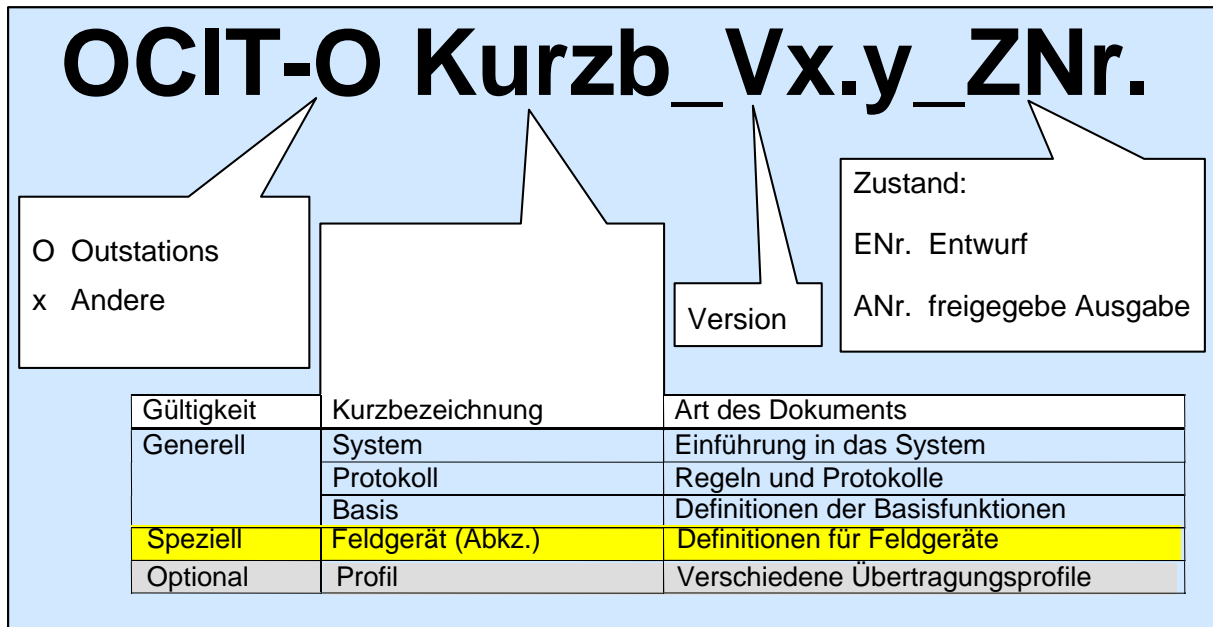 OCIT-O Kurzb_Vx.y_ZNr.
O Outstations
x Andere
Version
Zustand:
ENr. Entwurf
ANr. freigegebe Ausgabe
Gültigkeit Kurzbezeichnung Art des Dokuments
Generell System Einführung in das System
Protokoll Regeln und Protokolle
Basis Definitionen der Basisfunktionen
Speziell Feldgerät (Abkz.) Definitionen für Feldgeräte
Optional Profil Verschiedene Übertragungsprofile